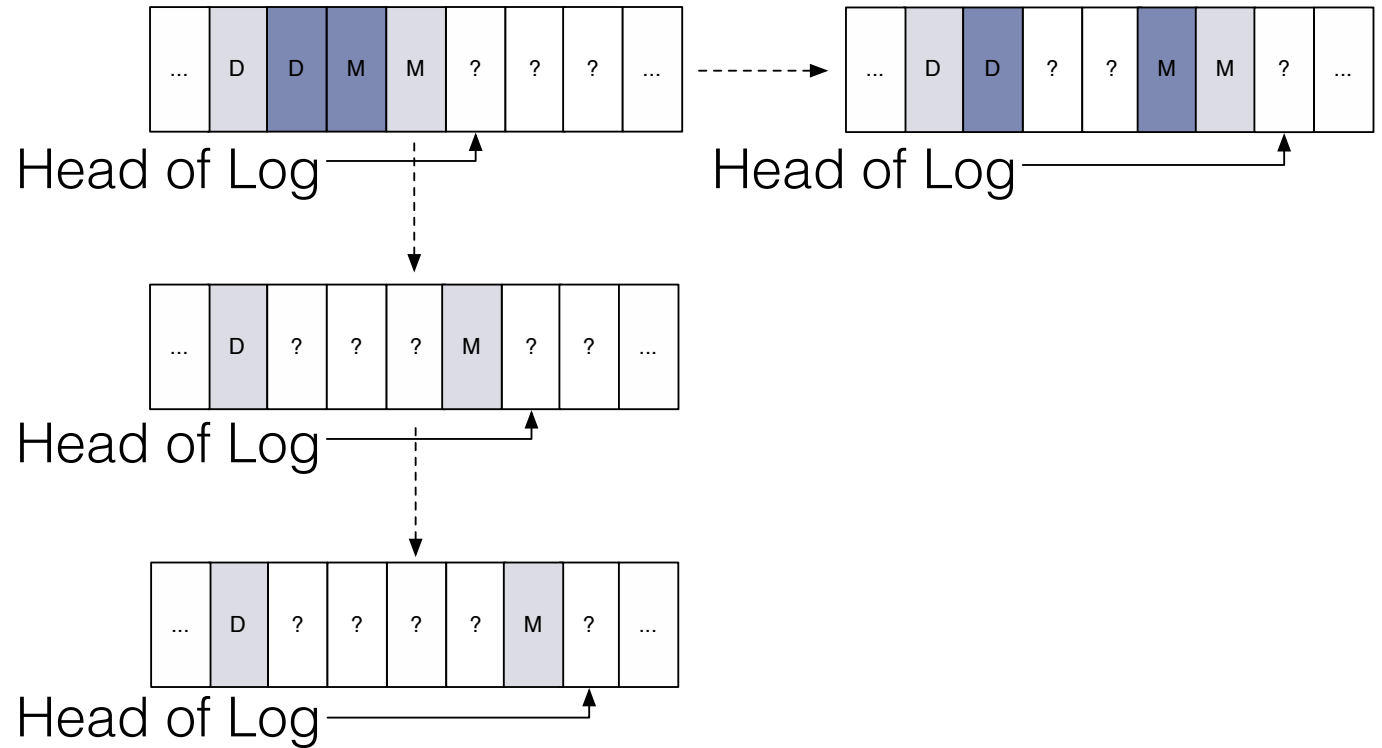 ... D D M M ? ? ? ...
Head of Log
... D D ? ? M M ? ...
Head of Log
... D ? ? ? M ? ? ...
Head of Log
... D ? ? ? ? M ? ...
Head of Log